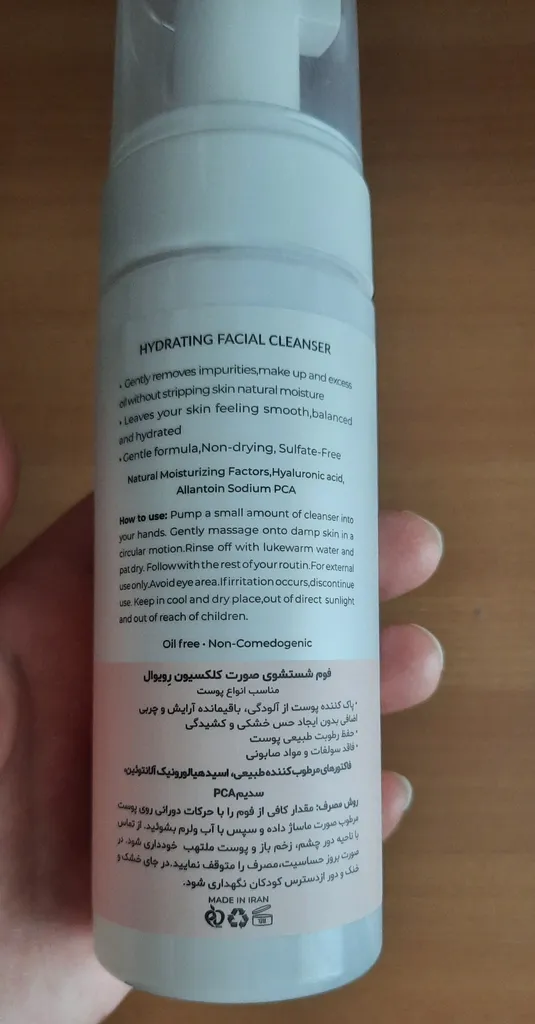 HYDRATING FACIAL CLEANSER
• Gently removes impurities,make up and excess
oil without stripping skin natural moisture
• Leaves your skin feeling smooth,balanced
and hydrated
• Gentle formula,Non-drying, Sulfate-Free
Natural Moisturizing Factors,Hyaluronic acid,
Allantoin Sodium PCA
How to use: Pump a small amount of cleanser into
your hands. Gently massage onto damp skin in a
circular motion.Rinse off with lukewarm water and
pat dry. Follow with the rest of your routin.For external
use only.Avoid eye area.If irritation occurs,discontinue
use. Keep in cool and dry place,out of direct sunlight
and out of reach of children.
Oil free • Non-Comedogenic
فوم شستشوی صورت کلکسیون رِویوال
مناسب انواع پوست
• پاک کننده پوست از آلودگی، باقیمانده آرایش و چربی
اضافی بدون ایجاد حس خشکی و کشیدگی
• حفظ رطوبت طبیعی پوست
• فاقد سولفات و مواد صابونی
فاکتورهای مرطوب کننده طبیعی، اسید هیالورونیک آلانتوئین،
سدیم PCA
روش مصرف: مقدار کافی از فوم را با حرکات دورانی روی پوست
مرطوب صورت ماساژ داده و سپس با آب ولرم بشوئید. از تماس
با ناحیه دور چشم، زخم باز و پوست ملتهب خودداری شود. در
صورت بروز حساسیت،مصرف را متوقف نمایید.در جای خشک و
خنک و دور ازدسترس کودکان نگهداری شود.
MADE IN IRAN